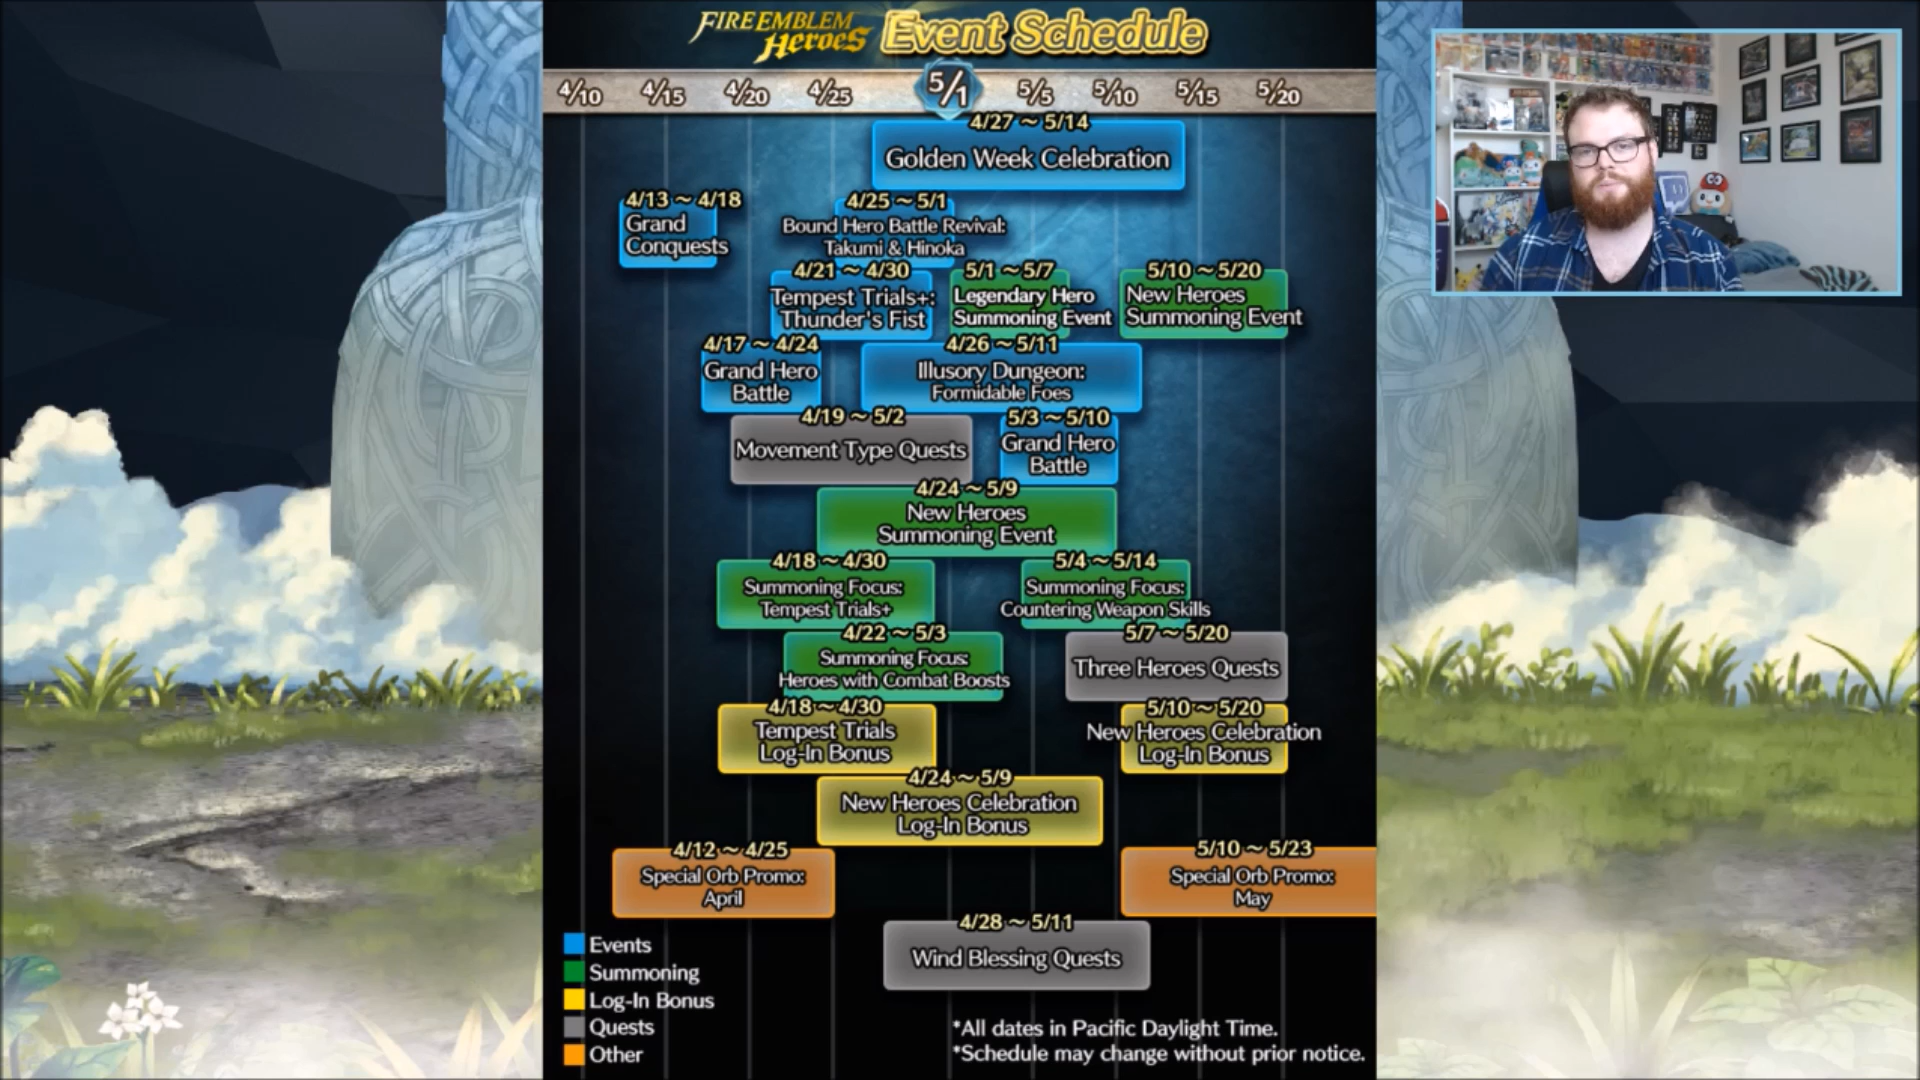 FIRE EMBLEM
Heroes
Event Schedule
4/10 4/15 4/20 4/25 5/1 5/5 5/10 5/15 5/20
4/27 ~ 5/14
Golden Week Celebration
4/13 ~ 4/18
Grand
Conquests
4/25 ~ 5/1
Bound Hero Battle Revival:
Takumi & Hinoka
4/21 ~ 4/30
Tempest Trials+:
Thunder's Fist
5/1 ~ 5/7
Legendary Hero
Summoning Event
5/10 ~ 5/20
New Heroes
Summoning Event
4/17 ~ 4/24
Grand Hero
Battle
4/26 ~ 5/11
Illusory Dungeon:
Formidable Foes
4/19 ~ 5/2
Movement Type Quests
5/3 ~ 5/10
Grand Hero
Battle
4/24 ~ 5/9
New Heroes
Summoning Event
4/18 ~ 4/30
Summoning Focus:
Tempest Trials+
5/4 ~ 5/14
Summoning Focus:
Countering Weapon Skills
4/22 ~ 5/3
Summoning Focus:
Heroes with Combat Boosts
5/7 ~ 5/20
Three Heroes Quests
4/18 ~ 4/30
Tempest Trials
Log-In Bonus
5/10 ~ 5/20
New Heroes Celebration
Log-In Bonus
4/24 ~ 5/9
New Heroes Celebration
Log-In Bonus
4/12 ~ 4/25
Special Orb Promo:
April
5/10 ~ 5/23
Special Orb Promo:
May
4/28 ~ 5/11
Wind Blessing Quests
Events
Summoning
Log-In Bonus
Quests
Other
*All dates in Pacific Daylight Time.
*Schedule may change without prior notice.